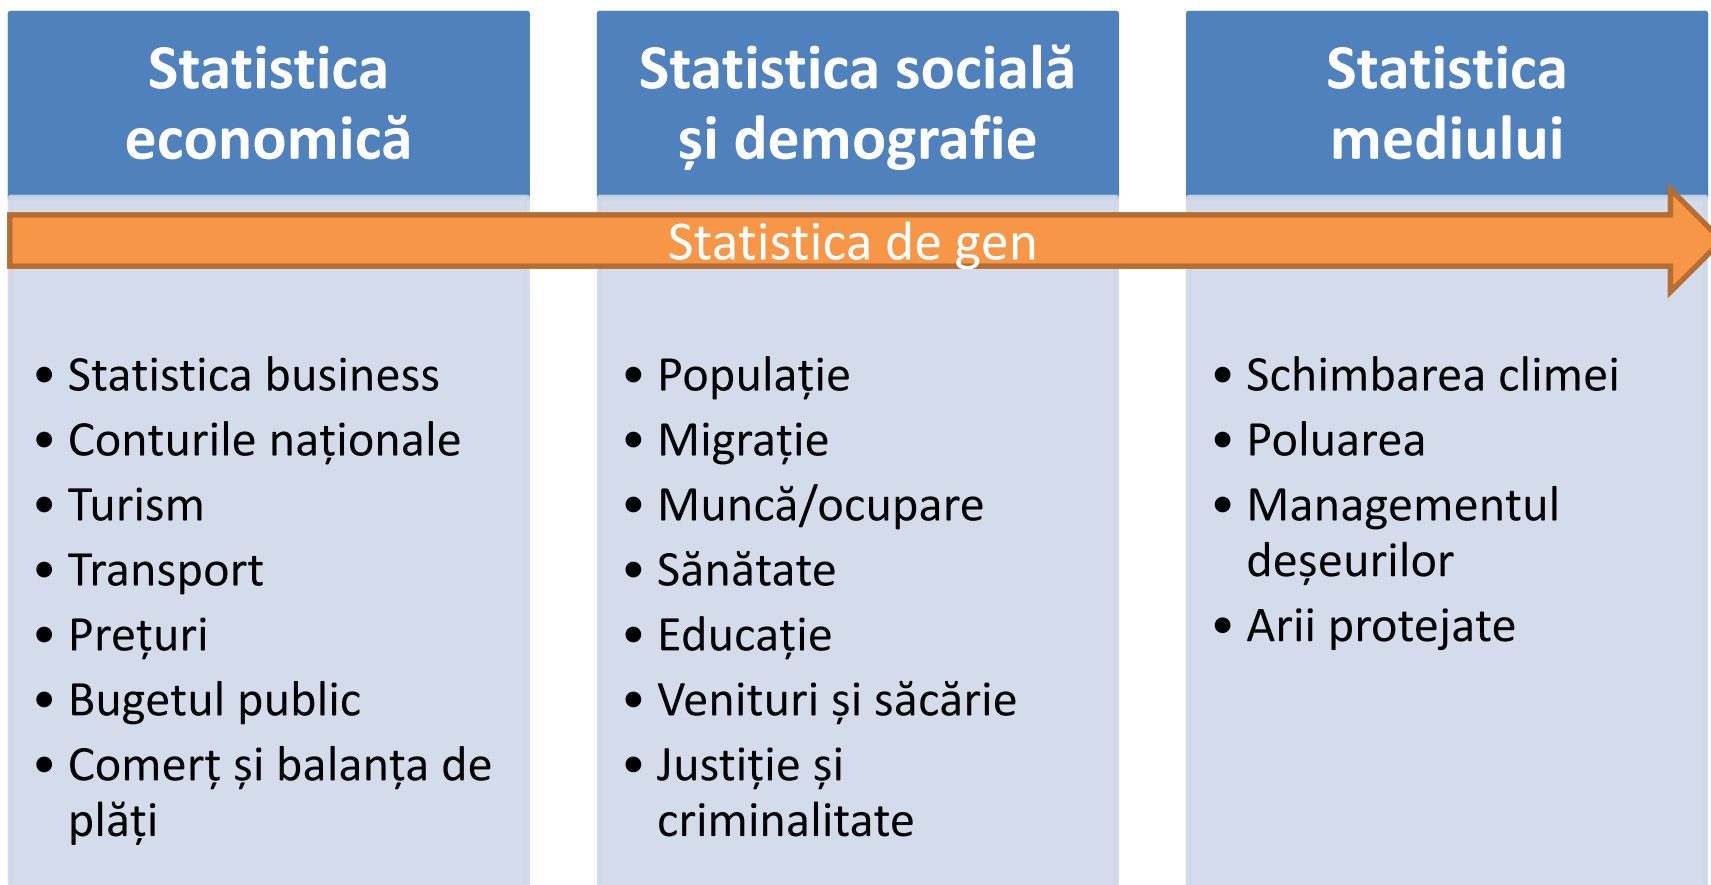 Statistica
economică
Statistica socială
și demografie
Statistica
mediului
Statistica de gen
• Statistica business
• Conturile naționale
• Turism
• Transport
• Prețuri
• Bugetul public
• Comerț și balanța de
plăți
• Populație
• Migrație
• Muncă/ocupare
• Sănătate
• Educație
• Venituri și săcărie
• Justiție și
criminalitate
• Schimbarea climei
• Poluarea
• Managementul
deșeurilor
• Arii protejate